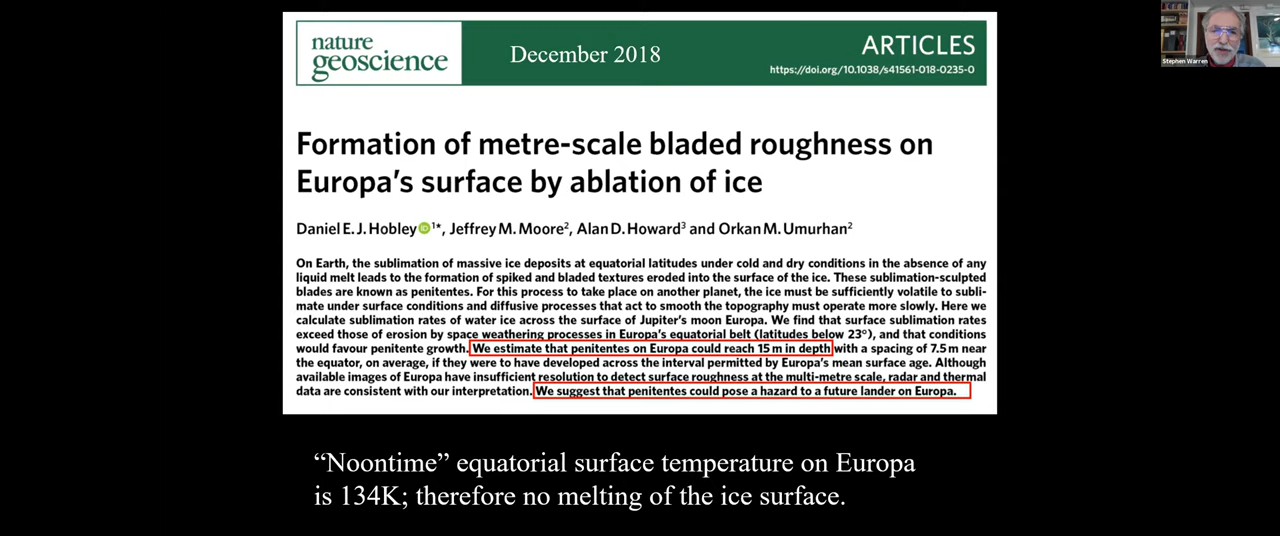 nature
geoscience
December 2018
ARTICLES
https://doi.org/10.1038/s41561-018-0235-0
Formation of metre-scale bladed roughness on
Europa's surface by ablation of ice
Daniel E. J. Hobley iD 1*, Jeffrey M. Moore2, Alan D. Howard3 and Orkan M. Umurhan2
On Earth, the sublimation of massive ice deposits at equatorial latitudes under cold and dry conditions in the absence of any
liquid melt leads to the formation of spiked and bladed textures eroded into the surface of the ice. These sublimation-sculpted
blades are known as penitentes. For this process to take place on another planet, the ice must be sufficiently volatile to subli-
mate under surface conditions and diffusive processes that act to smooth the topography must operate more slowly. Here we
calculate sublimation rates of water ice across the surface of Jupiter's moon Europa. We find that surface sublimation rates
exceed those of erosion by space weathering processes in Europa's equatorial belt (latitudes below 23°), and that conditions
would favour penitente growth. We estimate that penitentes on Europa could reach 15 m in depth with a spacing of 7.5 m near
the equator, on average, if they were to have developed across the interval permitted by Europa's mean surface age. Although
available images of Europa have insufficient resolution to detect surface roughness at the multi-metre scale, radar and thermal
data are consistent with our interpretation. We suggest that penitentes could pose a hazard to a future lander on Europa.
“Noontime” equatorial surface temperature on Europa
is 134K; therefore no melting of the ice surface.
Stephen Warren